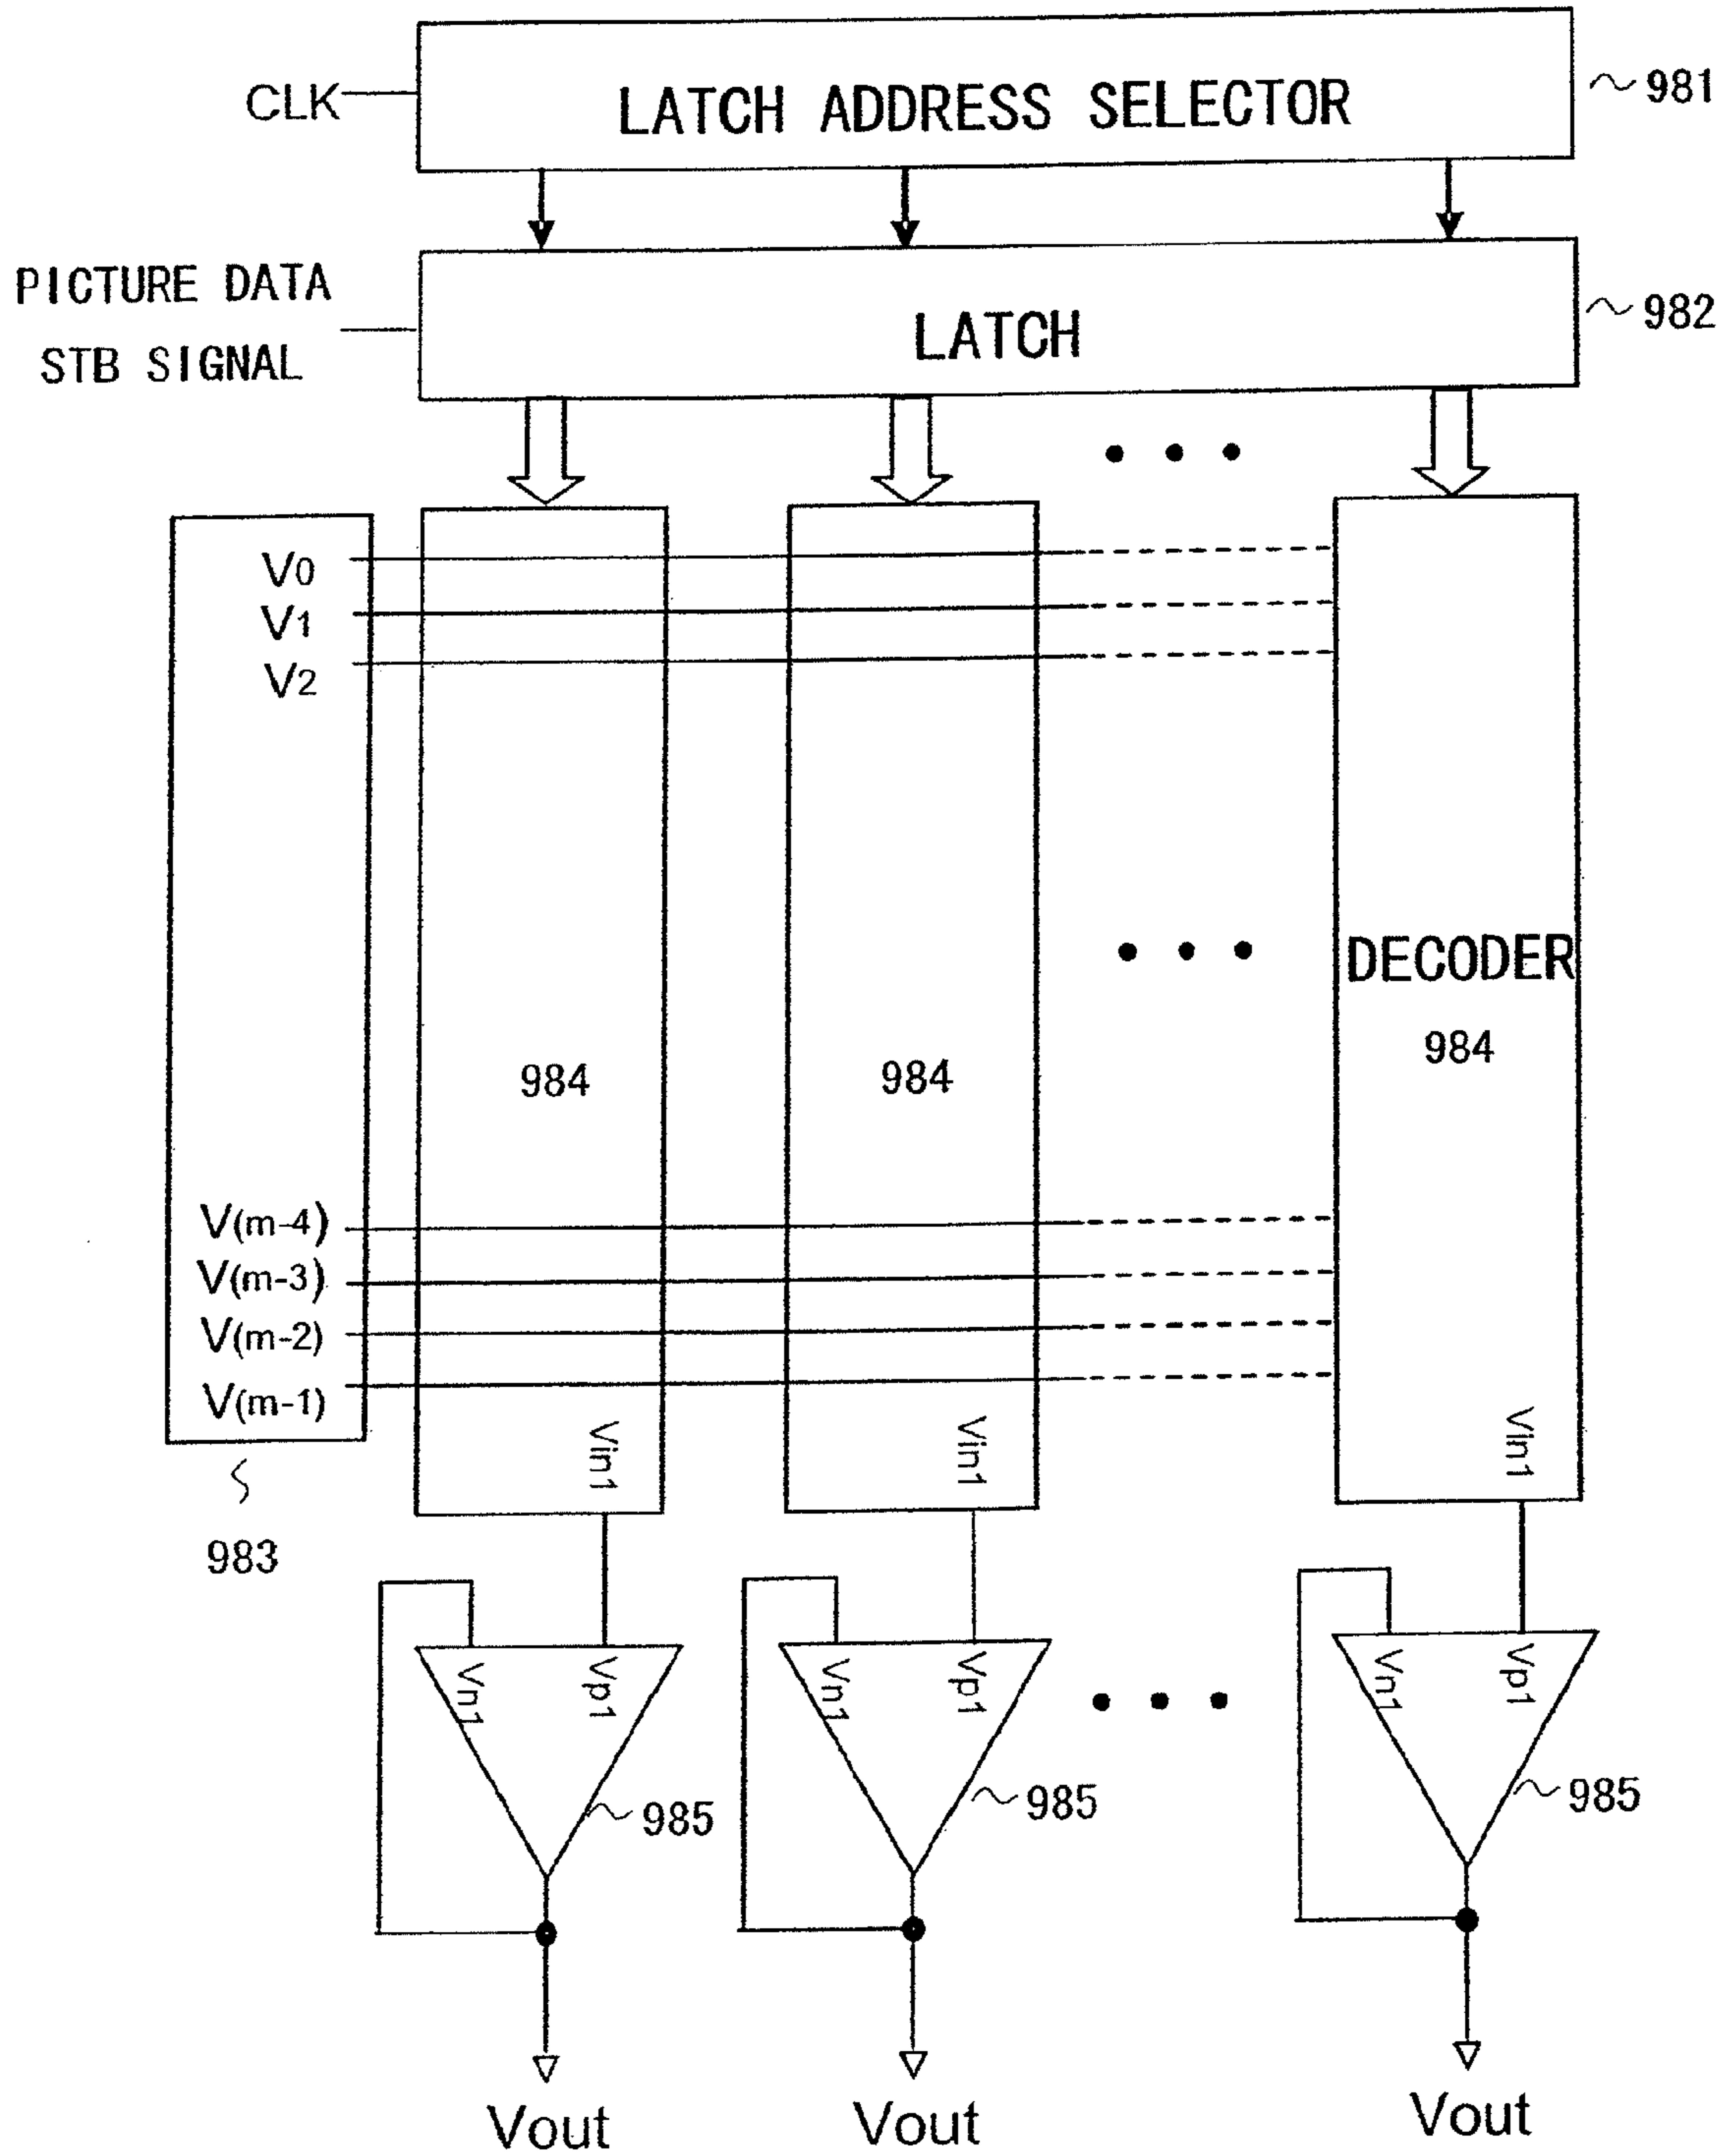 CLK
LATCH ADDRESS SELECTOR
981
PICTURE DATA
STB SIGNAL
LATCH
982
V0
V1
V2
DECODER
984
984
984
V(m-4)
V(m-3)
V(m-2)
V(m-1)
Vin1
Vin1
Vin1
983
Vn1
Vp1
Vn1
Vp1
Vn1
Vp1
985
985
985
Vout
Vout
Vout